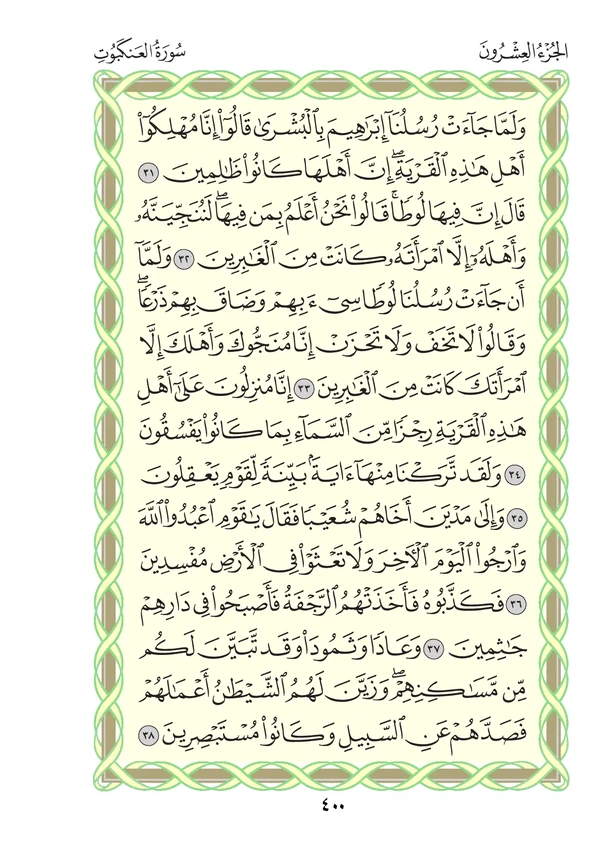 الجُزْءُ العِشْرُونَ
سُورَةُ العَنكَبُوتِ
وَلَمَّا جَآءَتْ رُسُلُنَآ إِبْرَٰهِيمَ بِٱلْبُشْرَىٰ قَالُوٓا۟ إِنَّا مُهْلِكُوٓا۟
أَهْلِ هَٰذِهِ ٱلْقَرْيَةِ ۖ إِنَّ أَهْلَهَا كَانُوا۟ ظَٰلِمِينَ ٣١
قَالَ إِنَّ فِيهَا لُوطًا ۚ قَالُوا۟ نَحْنُ أَعْلَمُ بِمَن فِيهَا ۖ لَنُنَجِّيَنَّهُۥ
وَأَهْلَهُۥٓ إِلَّا ٱمْرَأَتَهُۥ كَانَتْ مِنَ ٱلْغَٰبِرِينَ ٣٢ وَلَمَّآ
أَن جَآءَتْ رُسُلُنَا لُوطًا سِىٓءَ بِهِمْ وَضَاقَ بِهِمْ ذَرْعًا ۖ
وَقَالُوا۟ لَا تَخَفْ وَلَا تَحْزَنْ إِنَّا مُنَجُّوكَ وَأَهْلَكَ إِلَّا
ٱمْرَأَتَكَ كَانَتْ مِنَ ٱلْغَٰبِرِينَ ٣٣ إِنَّا مُنزِلُونَ عَلَىٰٓ أَهْلِ
هَٰذِهِ ٱلْقَرْيَةِ رِجْزًا مِّنَ ٱلسَّمَآءِ بِمَا كَانُوا۟ يَفْسُقُونَ
٣٤ وَلَقَد تَّرَكْنَا مِنْهَآ ءَايَةًۢ بَيِّنَةً لِّقَوْمٍ يَعْقِلُونَ
٣٥ وَإِلَىٰ مَدْيَنَ أَخَاهُمْ شُعَيْبًا فَقَالَ يَٰقَوْمِ ٱعْبُدُوا۟ ٱللَّهَ
وَٱرْجُوا۟ ٱلْيَوْمَ ٱلْءَاخِرَ وَلَا تَعْثَوْا۟ فِى ٱلْأَرْضِ مُفْسِدِينَ
٣٦ فَكَذَّبُوهُ فَأَخَذَتْهُمُ ٱلرَّجْفَةُ فَأَصْبَحُوا۟ فِى دَارِهِمْ
جَٰثِمِينَ ٣٧ وَعَادًا وَثَمُودَا۟ وَقَد تَّبَيَّنَ لَكُم
مِّن مَّسَٰكِنِهِمْ ۖ وَزَيَّنَ لَهُمُ ٱلشَّيْطَٰنُ أَعْمَٰلَهُمْ
فَصَدَّهُمْ عَنِ ٱلسَّبِيلِ وَكَانُوا۟ مُسْتَبْصِرِينَ ٣٨
٤٠٠